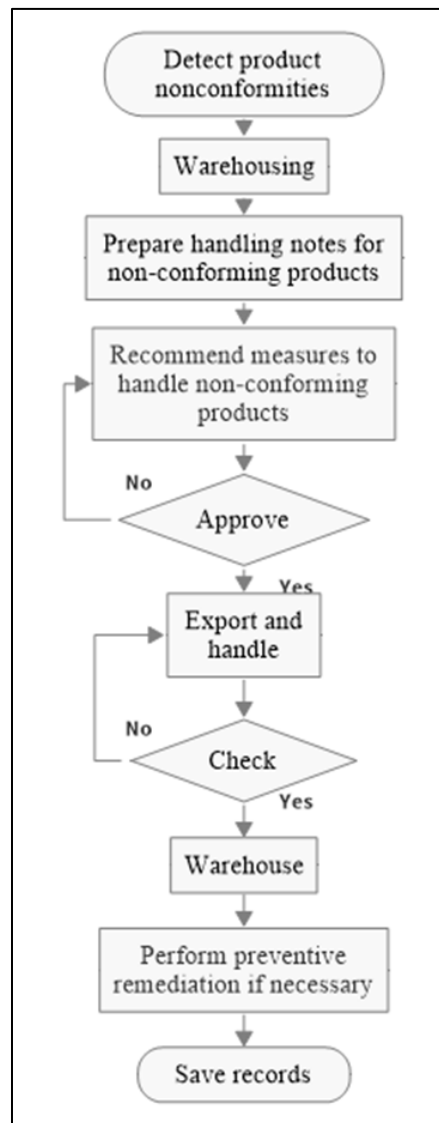 Detect product
nonconformities
Warehousing
Prepare handling notes for
non-conforming products
Recommend measures to
handle non-conforming
products
No
Approve
Yes
Export and
handle
No
Check
Yes
Warehouse
Perform preventive
remediation if necessary
Save records